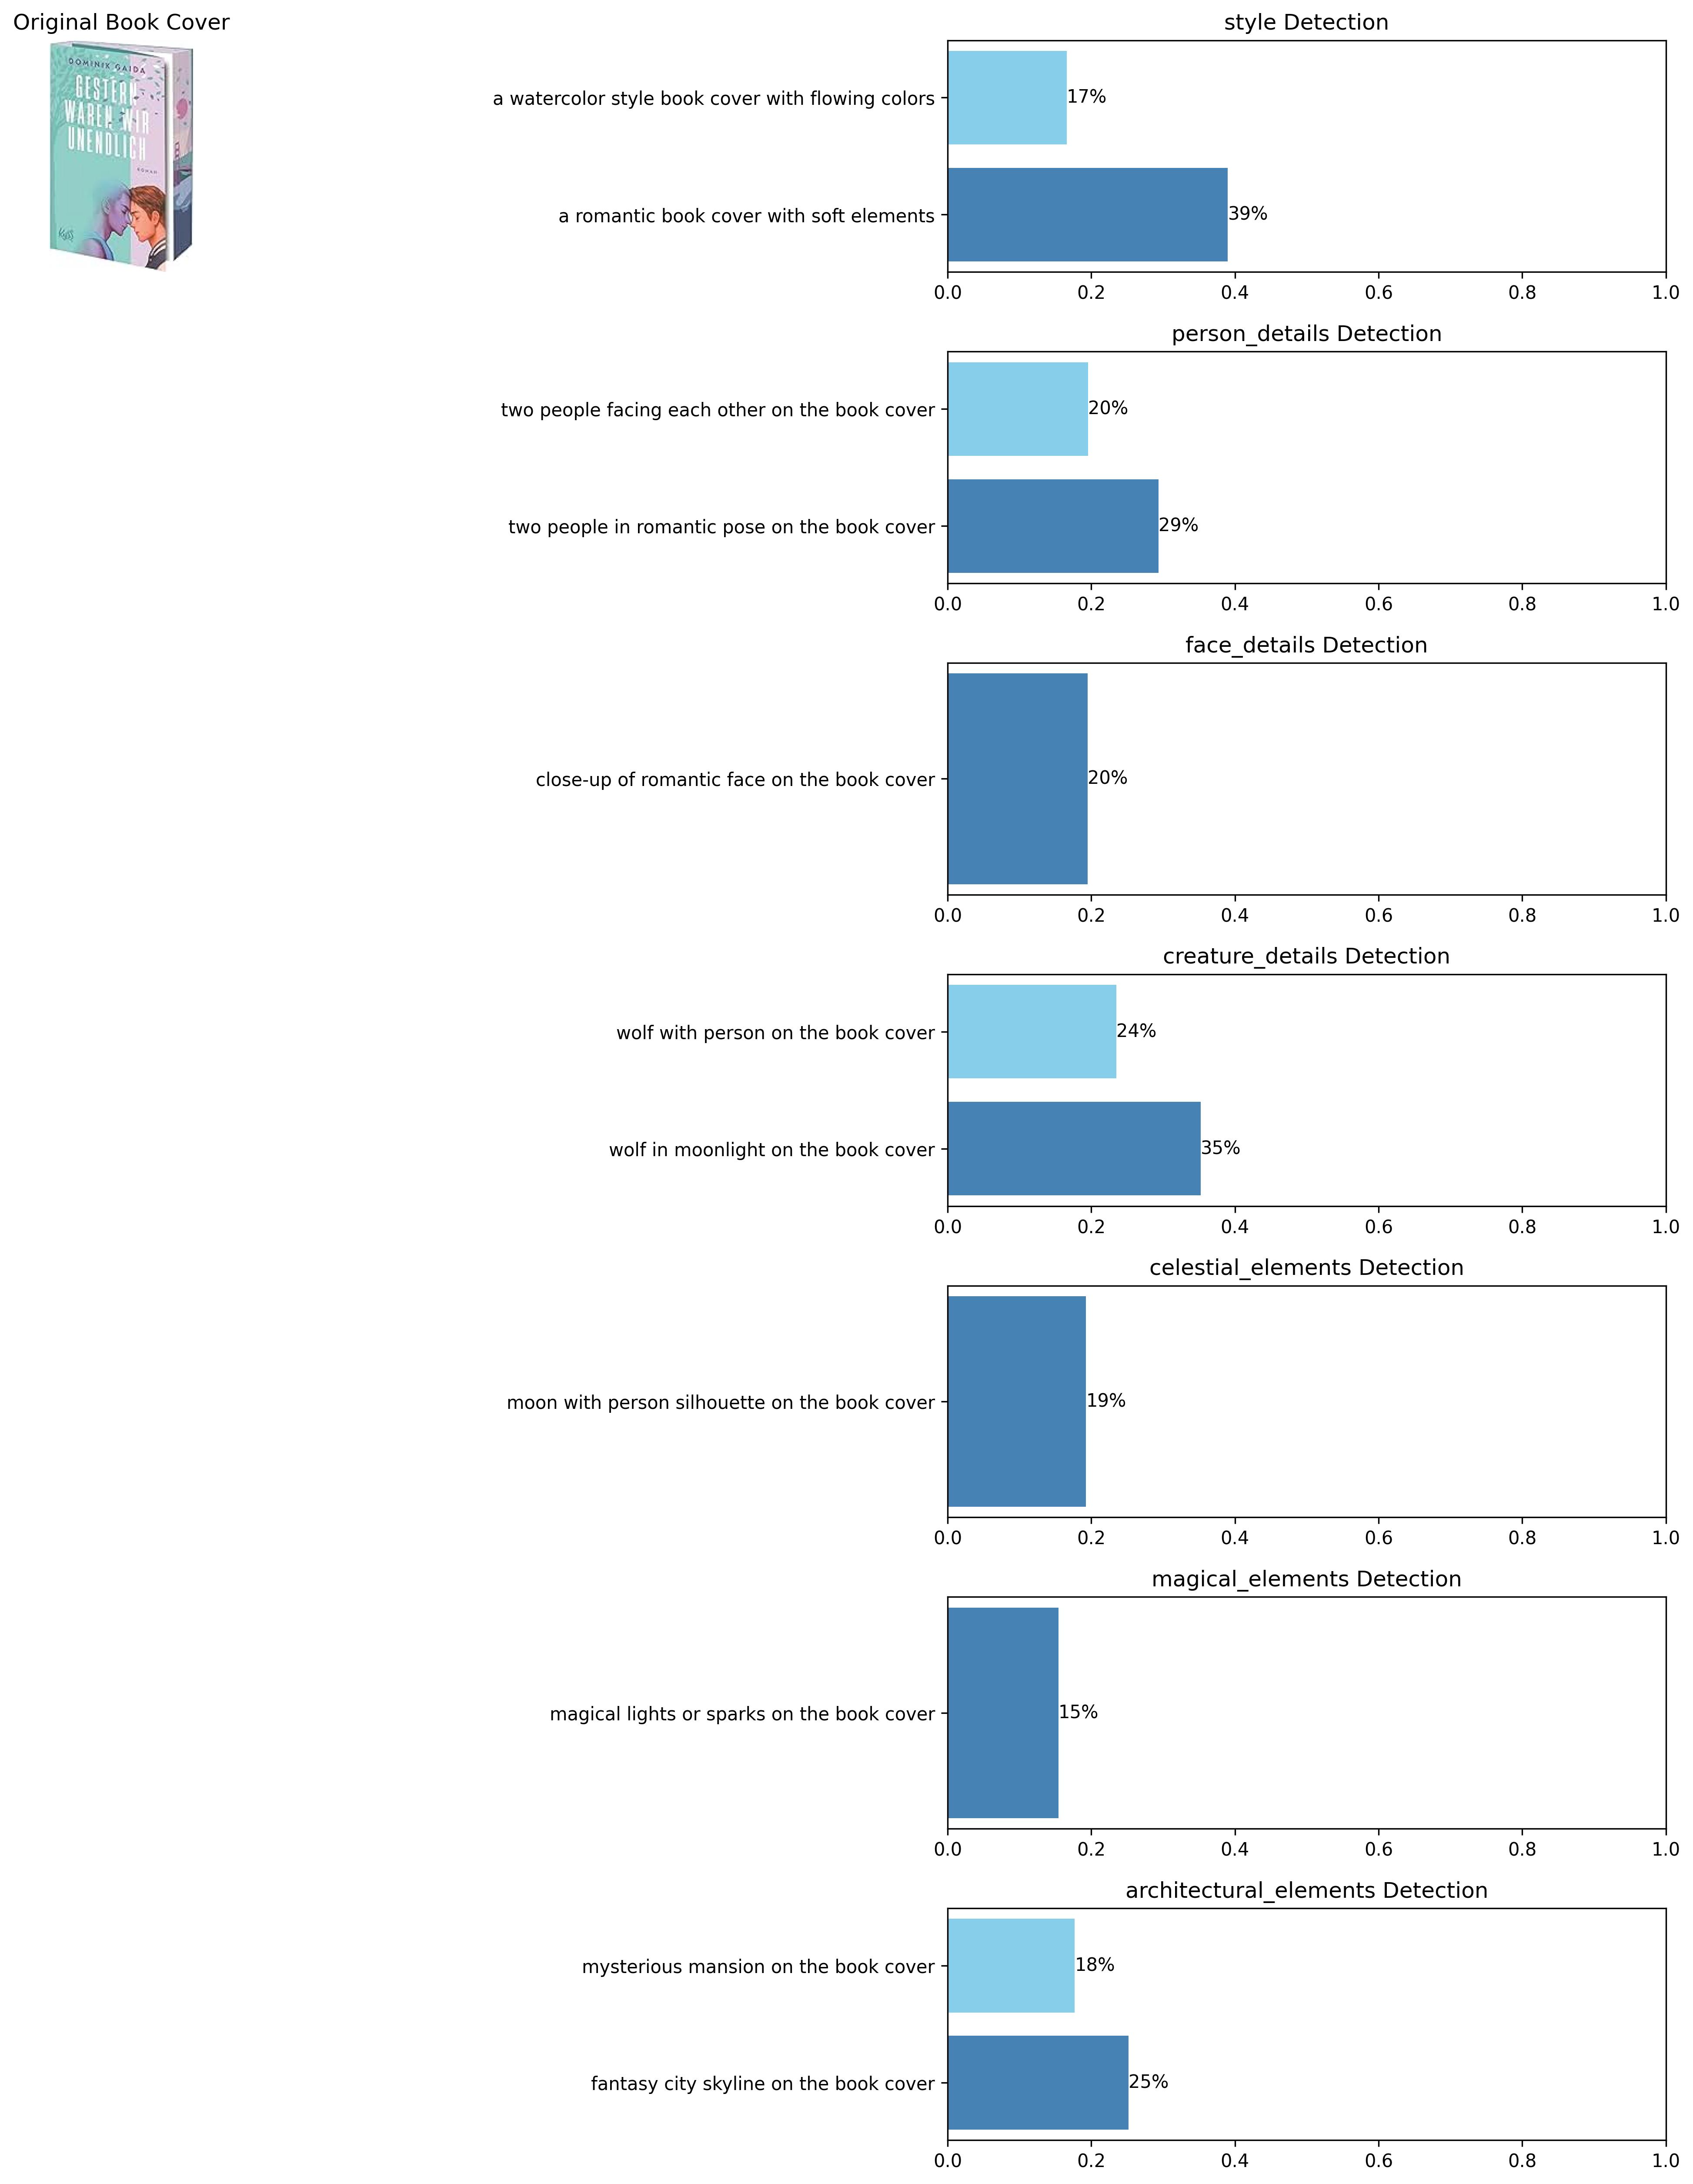 Original Book Cover
DOMINIK GAIDA
GESTERN
WAREN WIR
UNENDLICH
ROMAN
KYSS
style Detection
a watercolor style book cover with flowing colors
17%
a romantic book cover with soft elements
39%
0.0 0.2 0.4 0.6 0.8 1.0
person_details Detection
two people facing each other on the book cover
20%
two people in romantic pose on the book cover
29%
0.0 0.2 0.4 0.6 0.8 1.0
face_details Detection
close-up of romantic face on the book cover
20%
0.0 0.2 0.4 0.6 0.8 1.0
creature_details Detection
wolf with person on the book cover
24%
wolf in moonlight on the book cover
35%
0.0 0.2 0.4 0.6 0.8 1.0
celestial_elements Detection
moon with person silhouette on the book cover
19%
0.0 0.2 0.4 0.6 0.8 1.0
magical_elements Detection
magical lights or sparks on the book cover
15%
0.0 0.2 0.4 0.6 0.8 1.0
architectural_elements Detection
mysterious mansion on the book cover
18%
fantasy city skyline on the book cover
25%
0.0 0.2 0.4 0.6 0.8 1.0